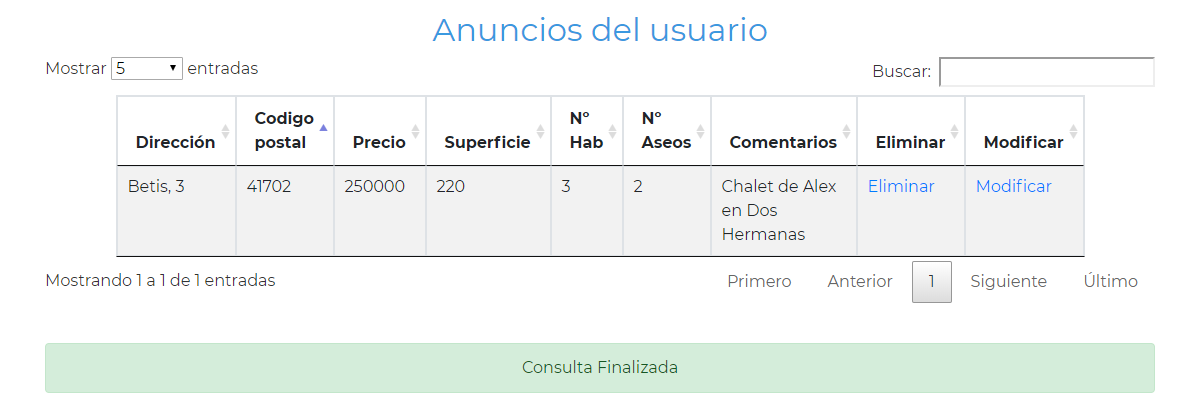 Anuncios del usuario
Mostrar 5 entradas
Buscar:
Dirección Codigo postal Precio Superficie Nº Hab Nº Aseos Comentarios Eliminar Modificar
Betis, 3 41702 250000 220 3 2 Chalet de Alex en Dos Hermanas Eliminar Modificar
Mostrando 1 a 1 de 1 entradas
Primero Anterior 1 Siguiente Último
Consulta Finalizada